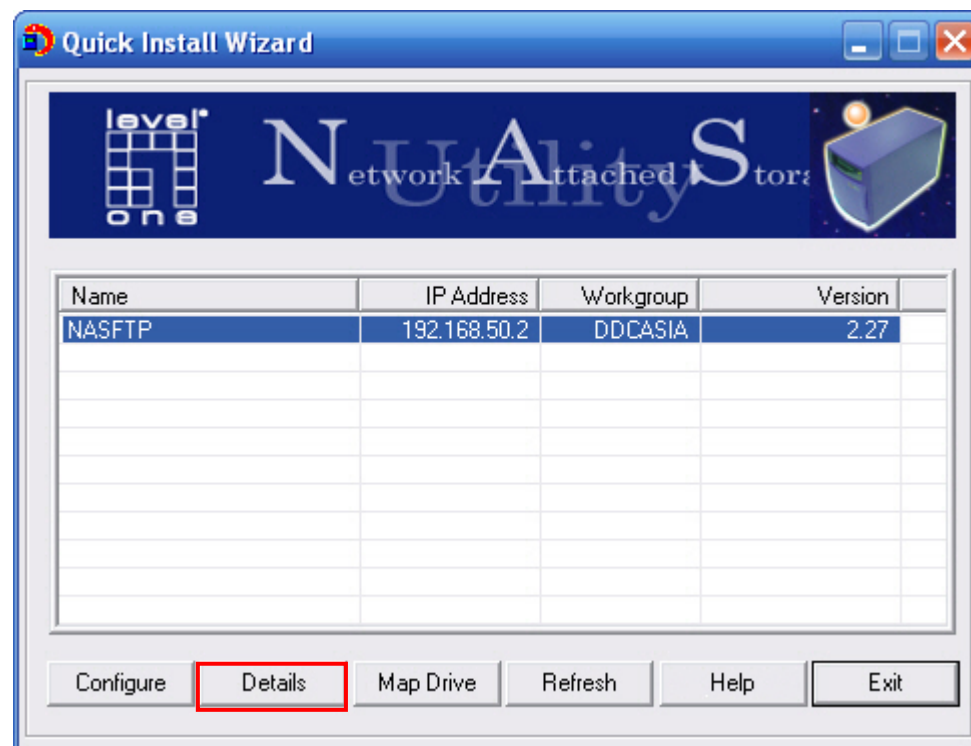 Quick Install Wizard
level
one
Network Attached Stora
Utility
Name IP Address Workgroup Version
NASFTP 192.168.50.2 DDCASIA 2.27
Configure Details Map Drive Refresh Help Exit